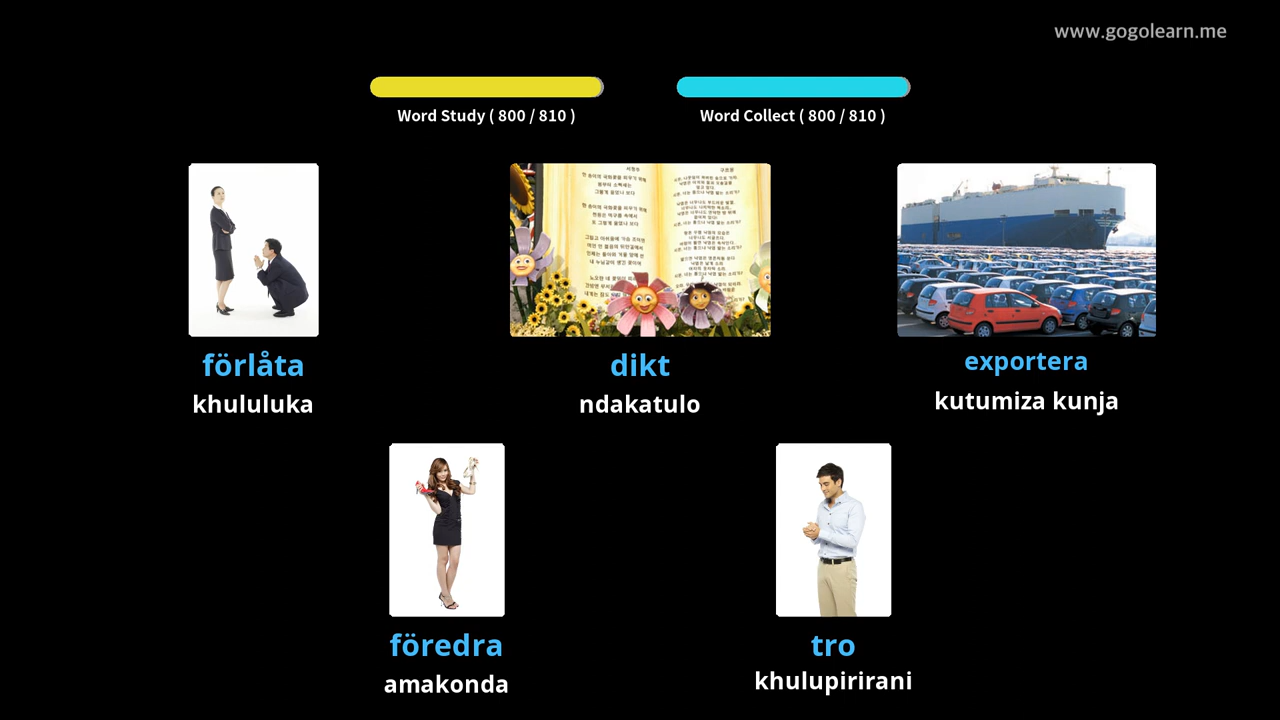 www.gogolearn.me
Word Study ( 800 / 810 )
Word Collect ( 800 / 810 )
förlåta
khululuka
dikt
ndakatulo
exportera
kutumiza kunja
föredra
amakonda
tro
khulupirirani